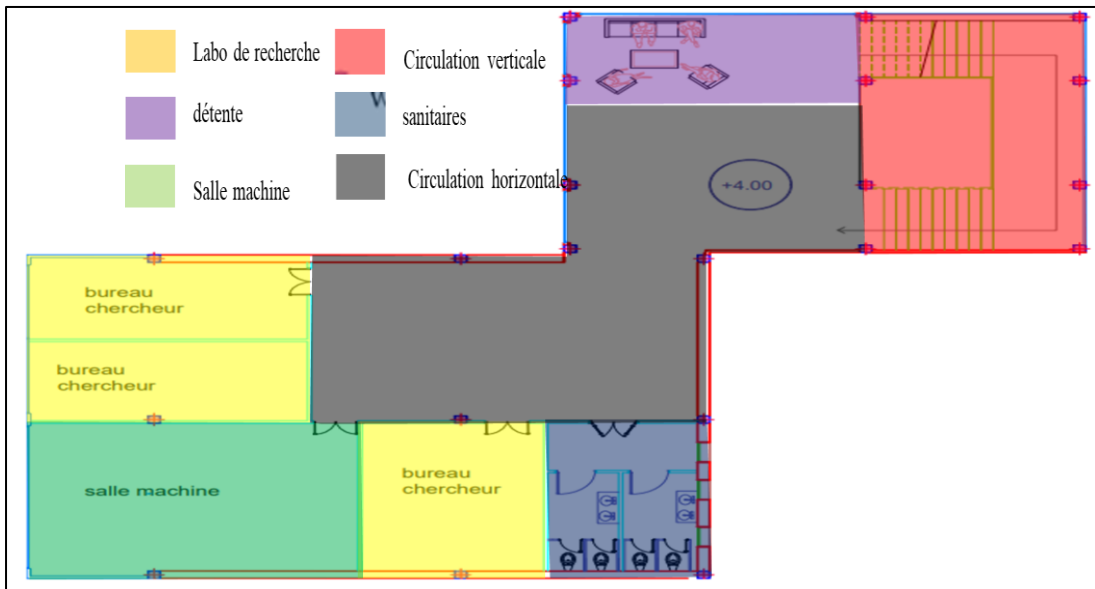 Labo de recherche
Circulation verticale
détente
W
sanitaires
Salle machine
Circulation horizontale
+4.00
bureau
chercheur
bureau
chercheur
salle machine
bureau
chercheur